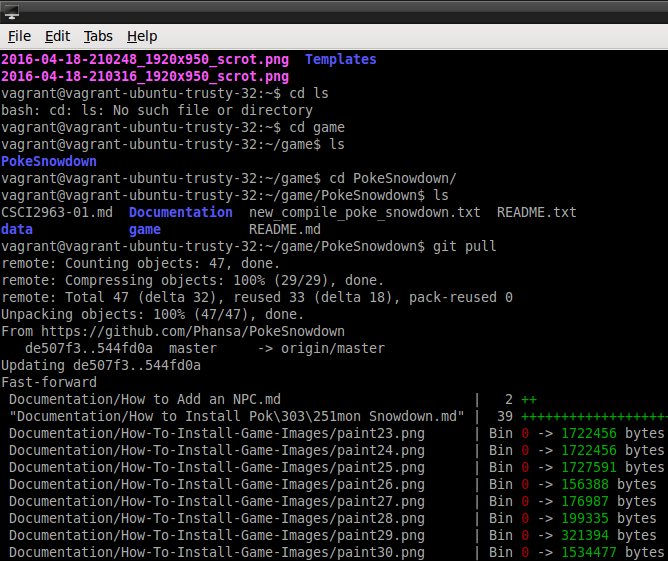 File Edit Tabs Help
2016-04-18-210248_1920x950_scrot.png  Templates
2016-04-18-210316_1920x950_scrot.png
vagrant@vagrant-ubuntu-trusty-32:~$ cd ls
bash: cd: ls: No such file or directory
vagrant@vagrant-ubuntu-trusty-32:~$ cd game
vagrant@vagrant-ubuntu-trusty-32:~/game$ ls
PokeSnowdown
vagrant@vagrant-ubuntu-trusty-32:~/game$ cd PokeSnowdown/
vagrant@vagrant-ubuntu-trusty-32:~/game/PokeSnowdown$ ls
CSCI2963-01.md  Documentation  new_compile_poke_snowdown.txt  README.txt
data            game           README.md
vagrant@vagrant-ubuntu-trusty-32:~/game/PokeSnowdown$ git pull
remote: Counting objects: 47, done.
remote: Compressing objects: 100% (29/29), done.
remote: Total 47 (delta 32), reused 33 (delta 18), pack-reused 0
Unpacking objects: 100% (47/47), done.
From https://github.com/Phansa/PokeSnowdown
   de507f3..544fd0a  master     -> origin/master
Updating de507f3..544fd0a
Fast-forward
 Documentation/How to Add an NPC.md                        |   2 ++
 "Documentation/How to Install Pok\303\251mon Snowdown.md" |  39 +++++++++++++++++++
 Documentation/How-To-Install-Game-Images/paint23.png      | Bin 0 -> 1722456 bytes
 Documentation/How-To-Install-Game-Images/paint24.png      | Bin 0 -> 1722456 bytes
 Documentation/How-To-Install-Game-Images/paint25.png      | Bin 0 -> 1727591 bytes
 Documentation/How-To-Install-Game-Images/paint26.png      | Bin 0 -> 156388 bytes
 Documentation/How-To-Install-Game-Images/paint27.png      | Bin 0 -> 176987 bytes
 Documentation/How-To-Install-Game-Images/paint28.png      | Bin 0 -> 199335 bytes
 Documentation/How-To-Install-Game-Images/paint29.png      | Bin 0 -> 321394 bytes
 Documentation/How-To-Install-Game-Images/paint30.png      | Bin 0 -> 1534477 bytes